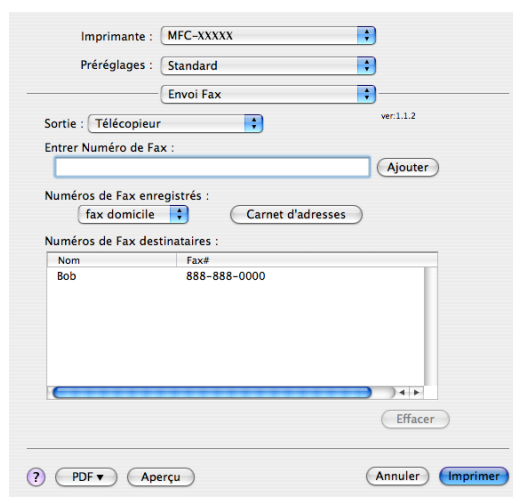 Imprimante : MFC-XXXXX
Préréglages : Standard
Envoi Fax
Sortie : Télécopieur ver:1.1.2
Entrer Numéro de Fax :
Ajouter
Numéros de Fax enregistrés :
fax domicile Carnet d'adresses
Numéros de Fax destinataires :
Nom Fax#
Bob 888-888-0000
Effacer
? PDF▼ Aperçu Annuler Imprimer